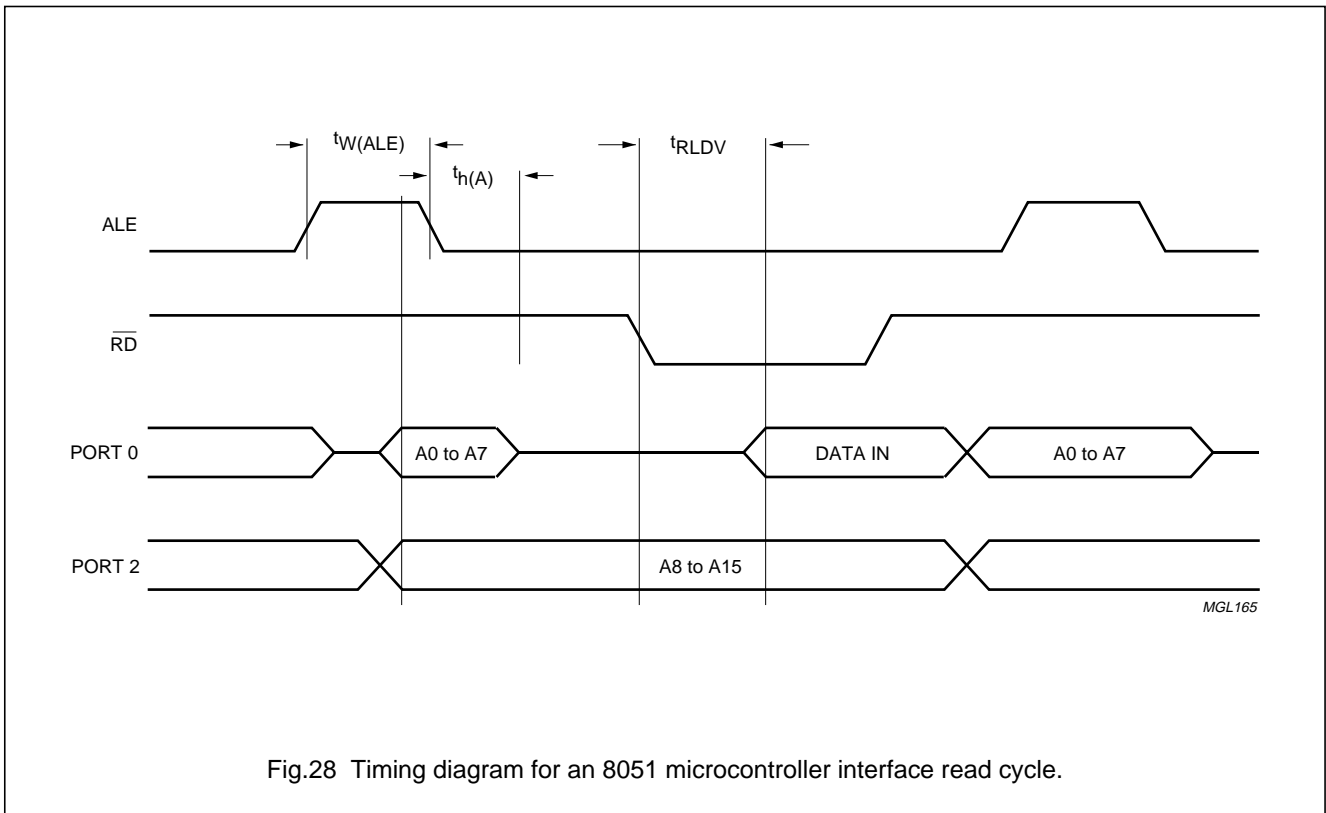 tW(ALE)
tRLDV
th(A)
ALE
RD
PORT 0
A0 to A7
DATA IN
A0 to A7
PORT 2
A8 to A15
MGL165
Fig.28 Timing diagram for an 8051 microcontroller interface read cycle.